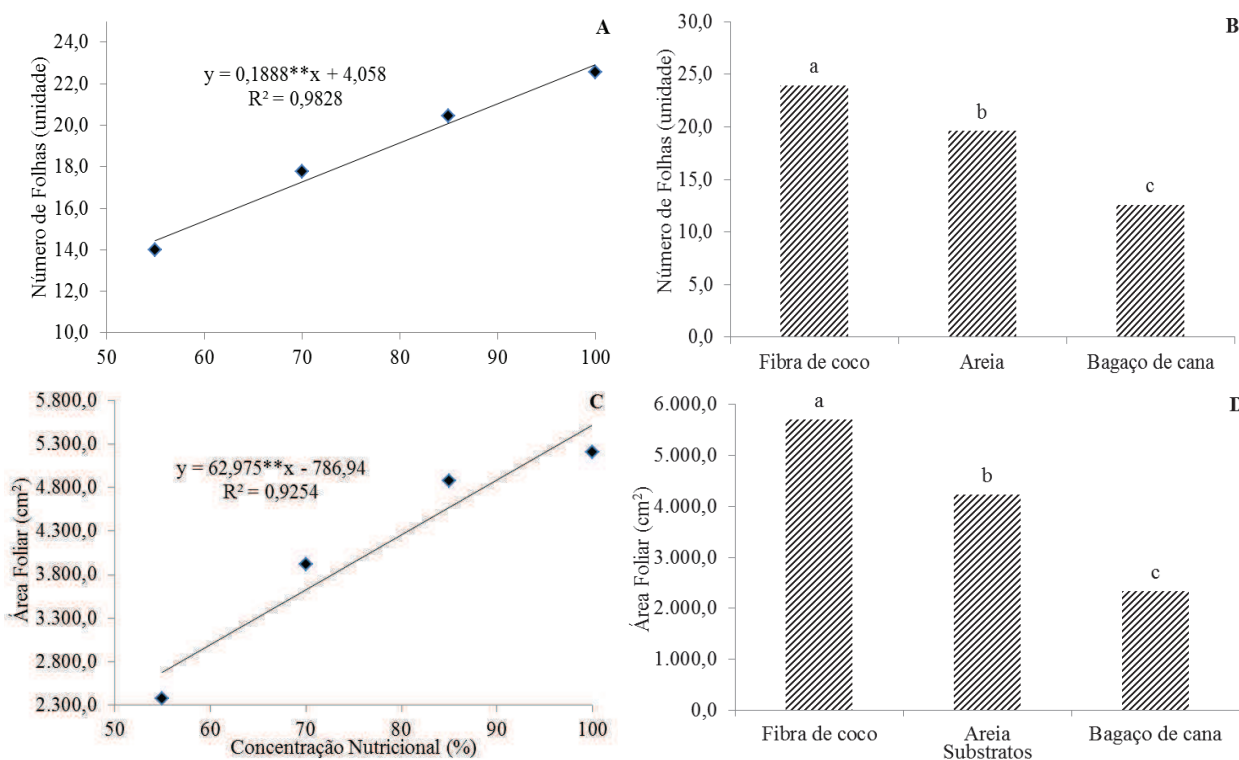 A
Número de Folhas (unidade)
24,0
22,0
20,0
18,0
16,0
14,0
12,0
10,0
y = 0,1888**x + 4,058
R² = 0,9828
50 60 70 80 90 100
B
Número de Folhas (unidade)
30,0
25,0
20,0
15,0
10,0
5,0
0,0
a
b
c
Fibra de coco Areia Bagaço de cana
C
Área Foliar (cm²)
5.800,0
5.300,0
4.800,0
4.300,0
3.800,0
3.300,0
2.800,0
2.300,0
y = 62,975**x - 786,94
R² = 0,9254
50 60 70 80 90 100
Concentração Nutricional (%)
D
Área Foliar (cm²)
6.000,0
5.000,0
4.000,0
3.000,0
2.000,0
1.000,0
0,0
a
b
c
Fibra de coco Areia Bagaço de cana
Substratos